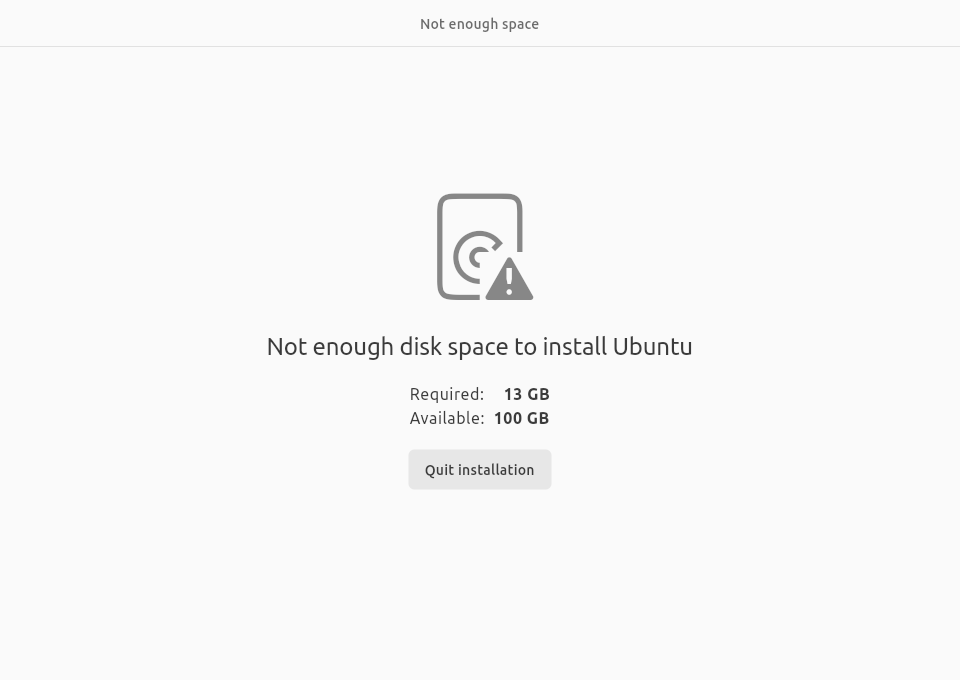 Not enough space
Not enough disk space to install Ubuntu
Required: 13 GB
Available: 100 GB
Quit installation